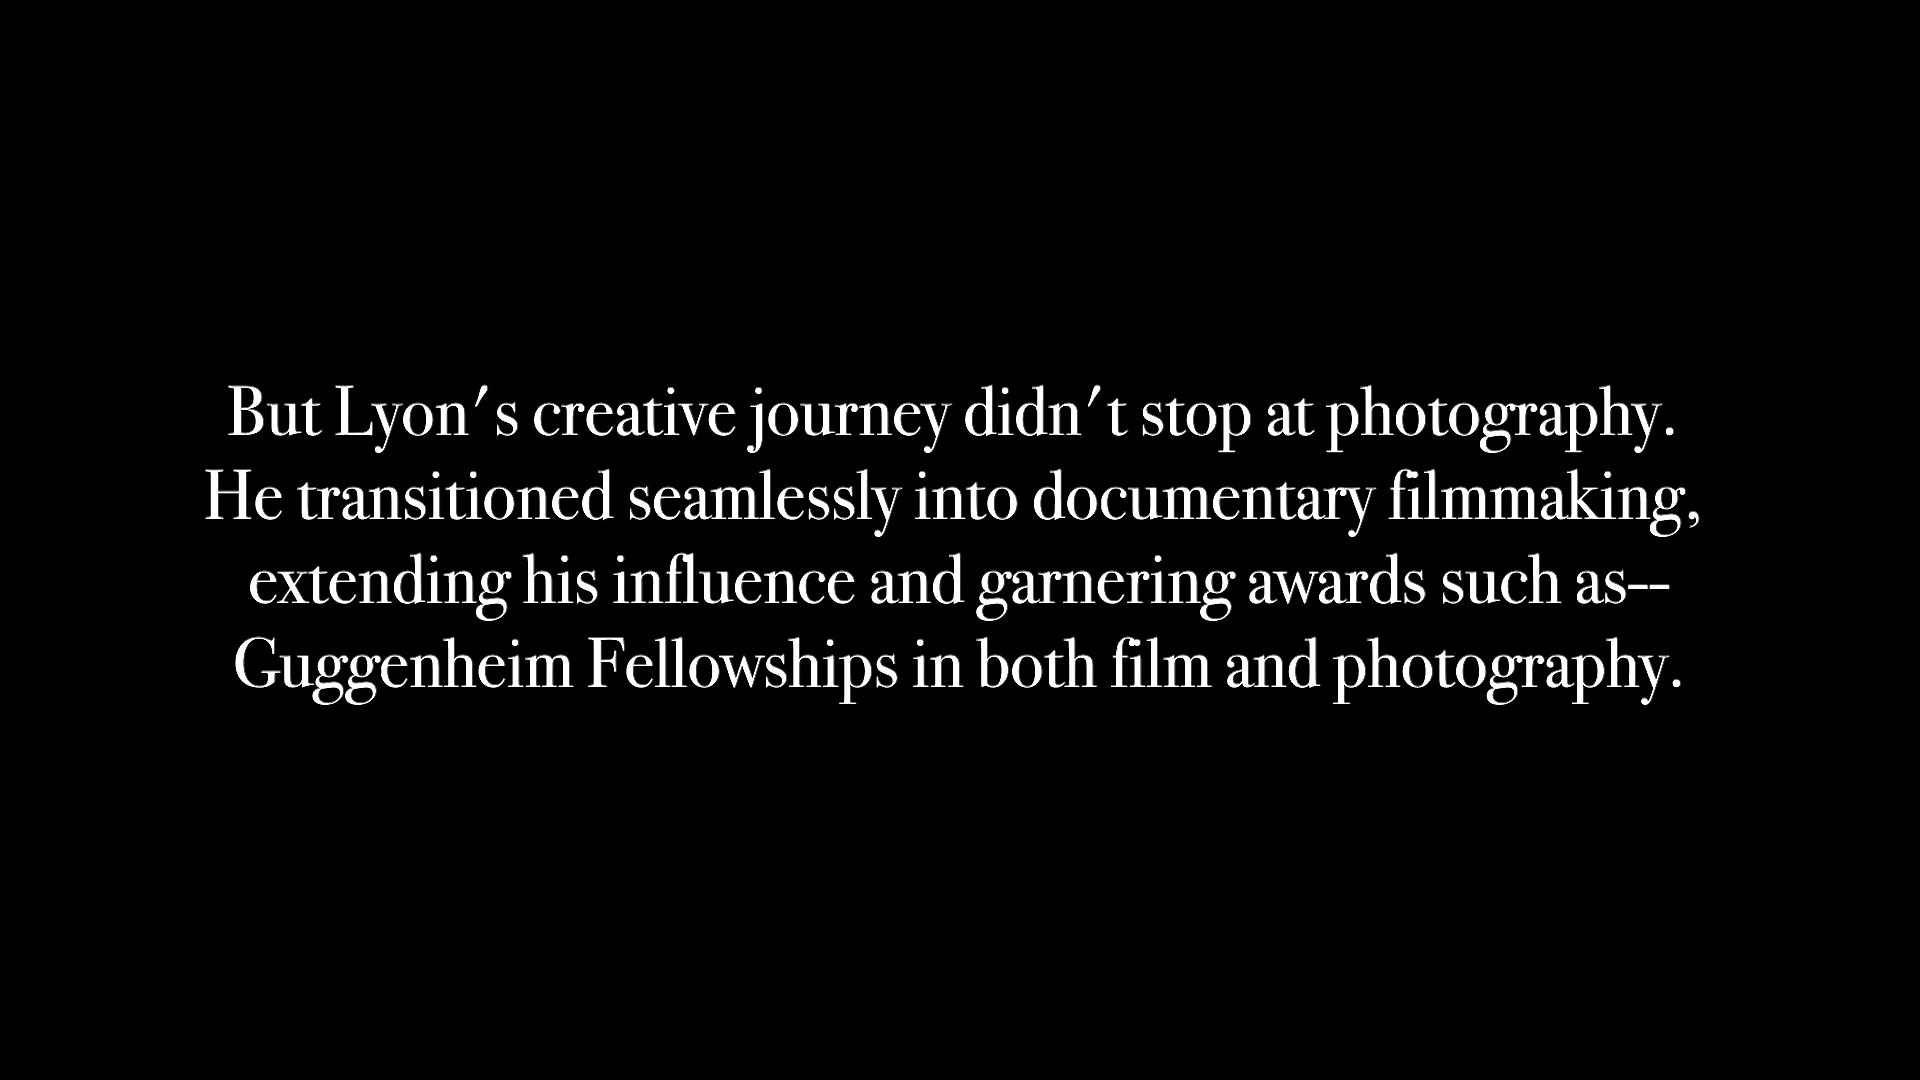 But Lyon's creative journey didn't stop at photography.
He transitioned seamlessly into documentary filmmaking,
extending his influence and garnering awards such as--
Guggenheim Fellowships in both film and photography.